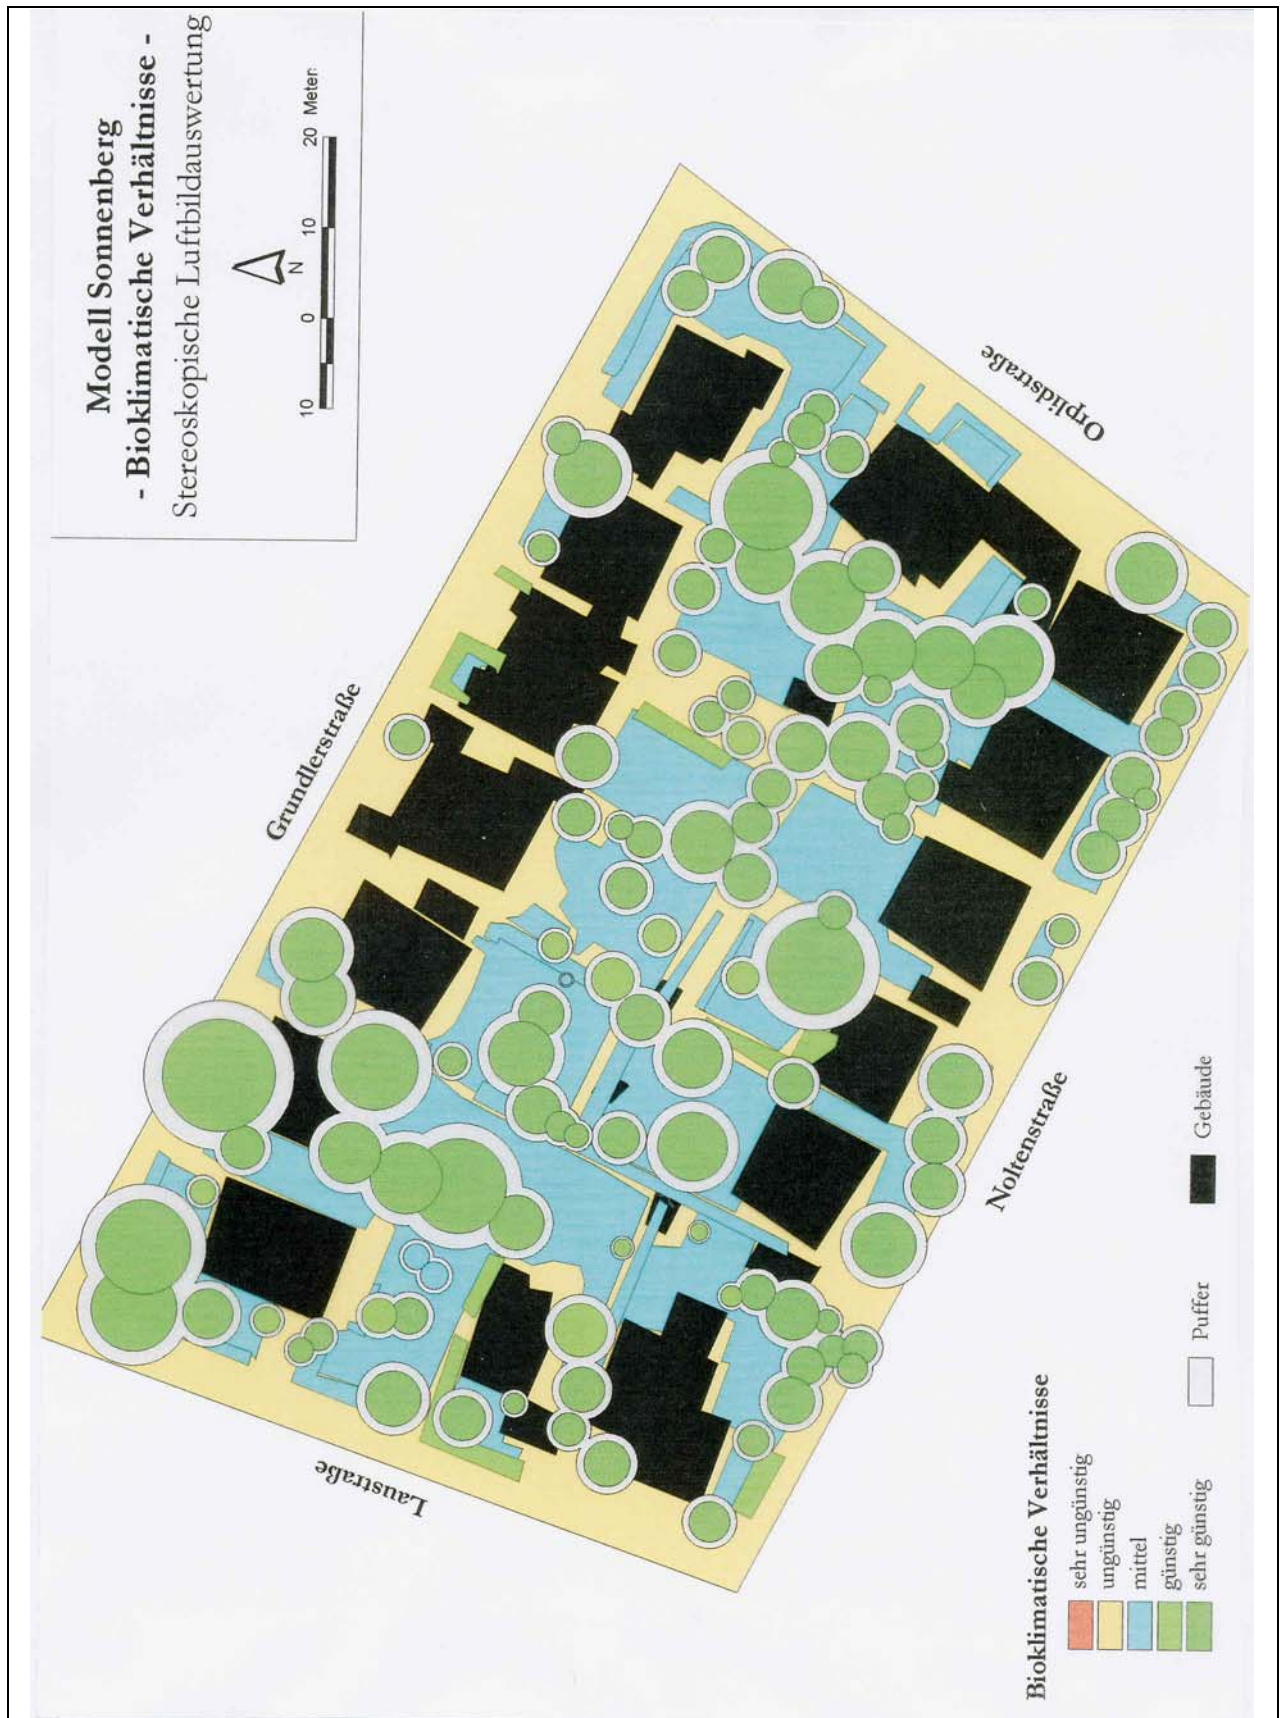 Modell Sonnenberg
- Bioklimatische Verhältnisse -
Stereoskopische Luftbildauswertung
N
10 0 10 20 Meter
Grundlerstraße
Orplidstraße
Laustraße
Noltenstraße
Bioklimatische Verhältnisse
sehr ungünstig
ungünstig
mittel
günstig
sehr günstig
Puffer
Gebäude